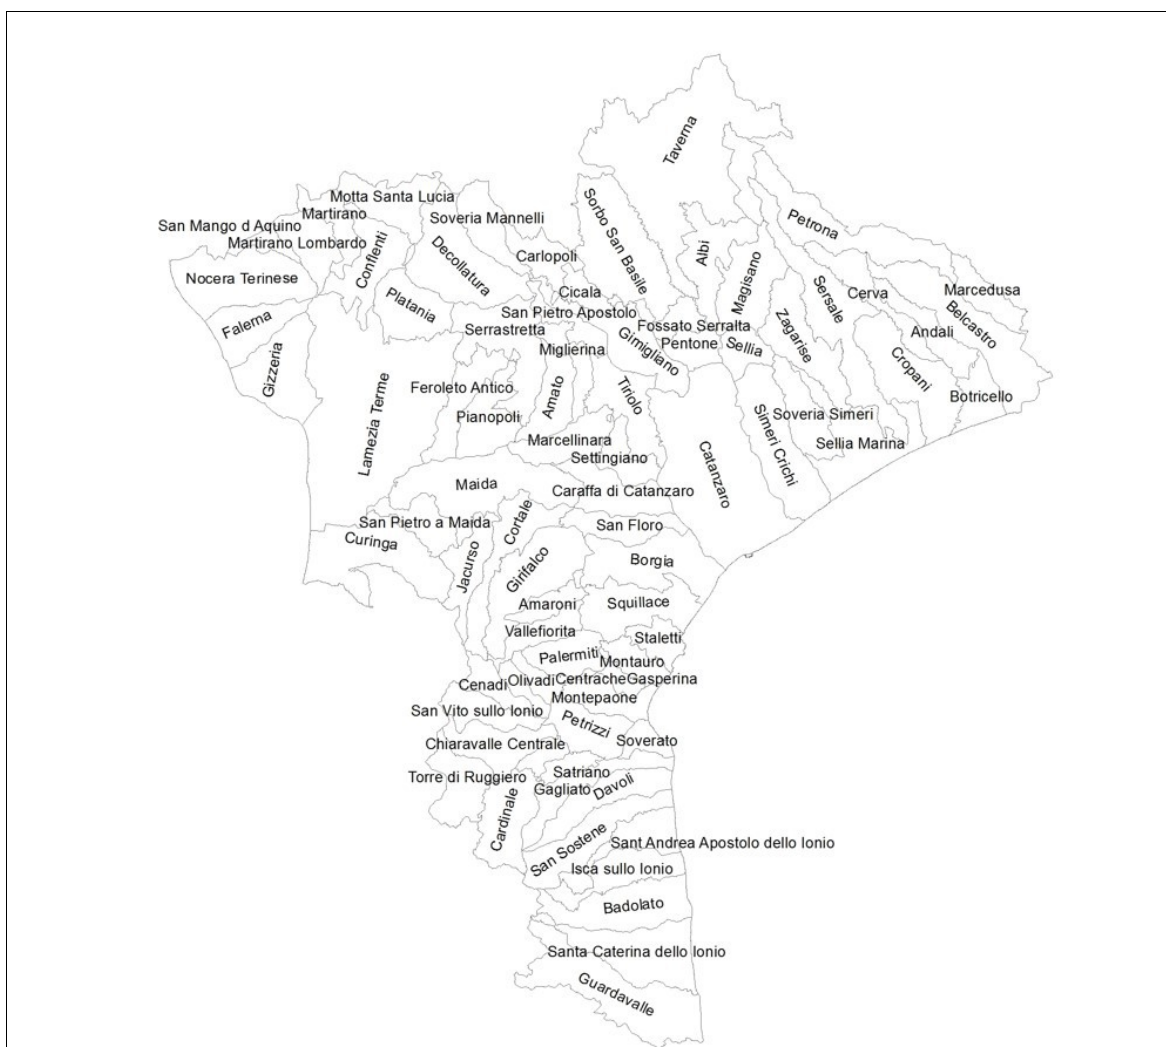 Taverna
Motta Santa Lucia
Martirano
San Mango d Aquino
Martirano Lombardo
Conflenti
Soveria Mannelli
Decollatura
Carlopoli
Sorbo San Basile
Albi
Petrona
Magisano
Sersale
Cerva
Marcedusa
Belcastro
Andali
Nocera Terinese
Platania
Cicala
San Pietro Apostolo
Serrastretta
Miglierina
Gimigliano
Fossato Serralta
Pentone
Sellia
Zagarise
Cropani
Botricello
Falerna
Gizzeria
Lamezia Terme
Feroleto Antico
Pianopoli
Amato
Tiriolo
Marcellinara
Settingiano
Catanzaro
Simeri Crichi
Soveria Simeri
Sellia Marina
Maida
Caraffa di Catanzaro
San Pietro a Maida
Curinga
Jacurso
Cortale
San Floro
Girifalco
Borgia
Amaroni
Squillace
Vallefiorita
Staletti
Palermiti
Montauro
Cenadi
Olivadi
Centrache
Gasperina
Montepaone
San Vito sullo Ionio
Petrizzi
Soverato
Chiaravalle Centrale
Torre di Ruggiero
Satriano
Gagliato
Davoli
Cardinale
San Sostene
Sant Andrea Apostolo dello Ionio
Isca sullo Ionio
Badolato
Santa Caterina dello Ionio
Guardavalle